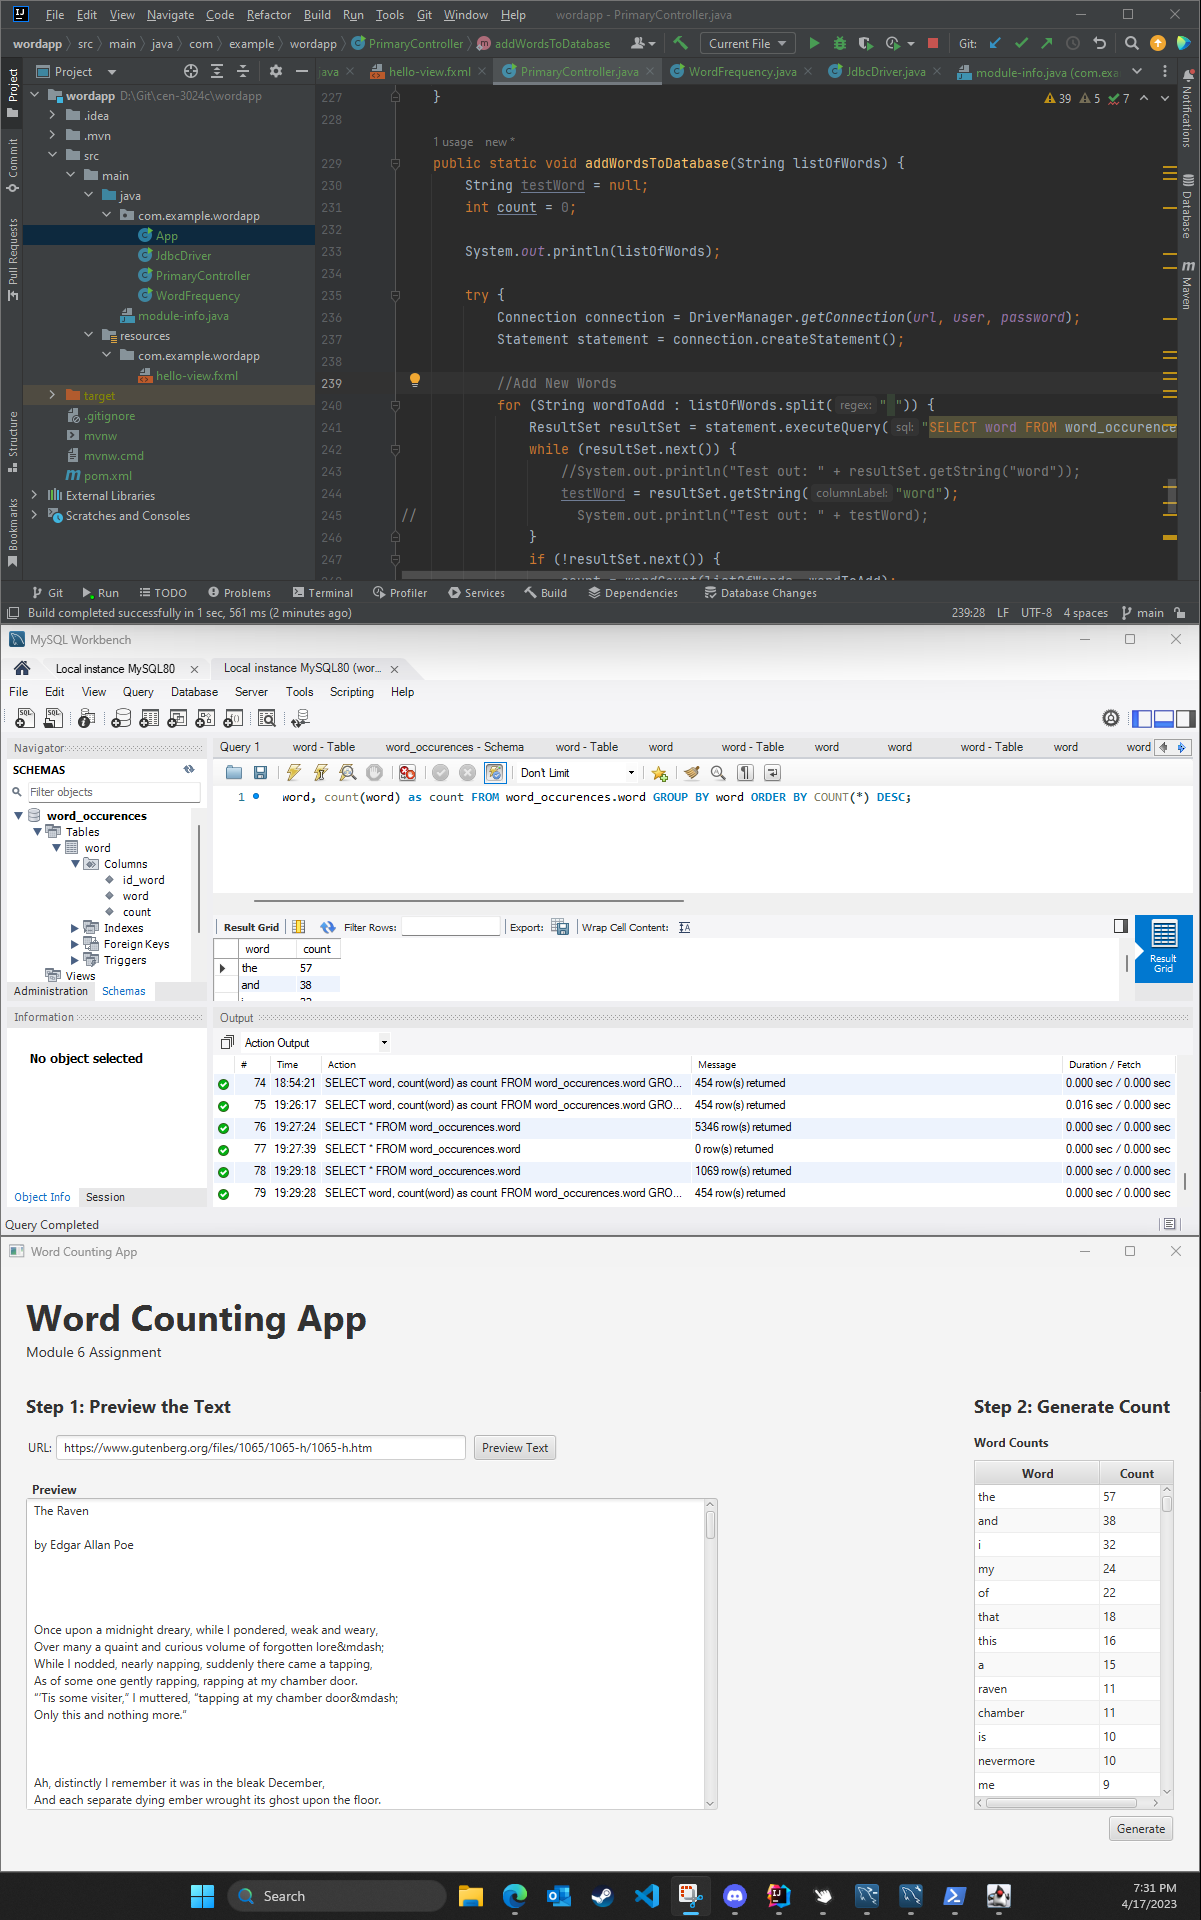 File Edit View Navigate Code Refactor Build Run Tools Git Window Help wordapp - PrimaryController.java
wordapp src main java com example wordapp PrimaryController addWordsToDatabase Current File Git:
Project
java hello-view.fxml PrimaryController.java WordFrequency.java JdbcDriver.java module-info.java (com.exa
Project
Commit
Pull Requests
Structure
Bookmarks
wordapp D:\Git\cen-3024c\wordapp
.idea
.mvn
src
main
java
com.example.wordapp
App
JdbcDriver
PrimaryController
WordFrequency
module-info.java
resources
com.example.wordapp
hello-view.fxml
target
.gitignore
mvnw
mvnw.cmd
pom.xml
External Libraries
Scratches and Consoles
39 5 7
227 }
228
1 usage new *
229 public static void addWordsToDatabase(String listOfWords) {
230 String testWord = null;
231 int count = 0;
232
233 System.out.println(listOfWords);
234
235 try {
236 Connection connection = DriverManager.getConnection(url, user, password);
237 Statement statement = connection.createStatement();
238
239 //Add New Words
240 for (String wordToAdd : listOfWords.split( regex: " ")) {
241 ResultSet resultSet = statement.executeQuery( sql: "SELECT word FROM word_occurence
242 while (resultSet.next()) {
243 //System.out.println("Test out: " + resultSet.getString("word"));
244 testWord = resultSet.getString( columnLabel: "word");
245 // System.out.println("Test out: " + testWord);
246 }
247 if (!resultSet.next()) {
count = wordCount(listOfWords, wordToAdd);
Notifications
Database
Maven
Git Run TODO Problems Terminal Profiler Services Build Dependencies Database Changes
Build completed successfully in 1 sec, 561 ms (2 minutes ago) 239:28 LF UTF-8 4 spaces main
MySQL Workbench
Local instance MySQL80 Local instance MySQL80 (wor...
File Edit View Query Database Server Tools Scripting Help
Navigator
SCHEMAS
Filter objects
word_occurences
Tables
word
Columns
id_word
word
count
Indexes
Foreign Keys
Triggers
Views
Administration Schemas
Information
No object selected
Object Info Session
Query 1 word - Table word_occurences - Schema word - Table word word - Table word word word - Table word word
Don't Limit
1 word, count(word) as count FROM word_occurences.word GROUP BY word ORDER BY COUNT(*) DESC;
Result Grid Filter Rows: Export: Wrap Cell Content:
word count
the 57
and 38
i 32
Result Grid
Output
Action Output
# Time Action Message Duration / Fetch
74 18:54:21 SELECT word, count(word) as count FROM word_occurences.word GRO... 454 row(s) returned 0.000 sec / 0.000 sec
75 19:26:17 SELECT word, count(word) as count FROM word_occurences.word GRO... 454 row(s) returned 0.016 sec / 0.000 sec
76 19:27:24 SELECT * FROM word_occurences.word 5346 row(s) returned 0.000 sec / 0.000 sec
77 19:27:39 SELECT * FROM word_occurences.word 0 row(s) returned 0.000 sec / 0.000 sec
78 19:29:18 SELECT * FROM word_occurences.word 1069 row(s) returned 0.000 sec / 0.000 sec
79 19:29:28 SELECT word, count(word) as count FROM word_occurences.word GRO... 454 row(s) returned 0.000 sec / 0.000 sec
Query Completed
Word Counting App
Word Counting App
Module 6 Assignment
Step 1: Preview the Text
URL: https://www.gutenberg.org/files/1065/1065-h/1065-h.htm Preview Text
Preview
The Raven
by Edgar Allan Poe
Once upon a midnight dreary, while I pondered, weak and weary,
Over many a quaint and curious volume of forgotten lore&mdash;
While I nodded, nearly napping, suddenly there came a tapping,
As of some one gently rapping, rapping at my chamber door.
“’Tis some visiter,” I muttered, “tapping at my chamber door&mdash;
Only this and nothing more.”
Ah, distinctly I remember it was in the bleak December,
And each separate dying ember wrought its ghost upon the floor.
Step 2: Generate Count
Word Counts
Word Count
the 57
and 38
i 32
my 24
of 22
that 18
this 16
a 15
raven 11
chamber 11
is 10
nevermore 10
me 9
Generate
Search
7:31 PM
4/17/2023